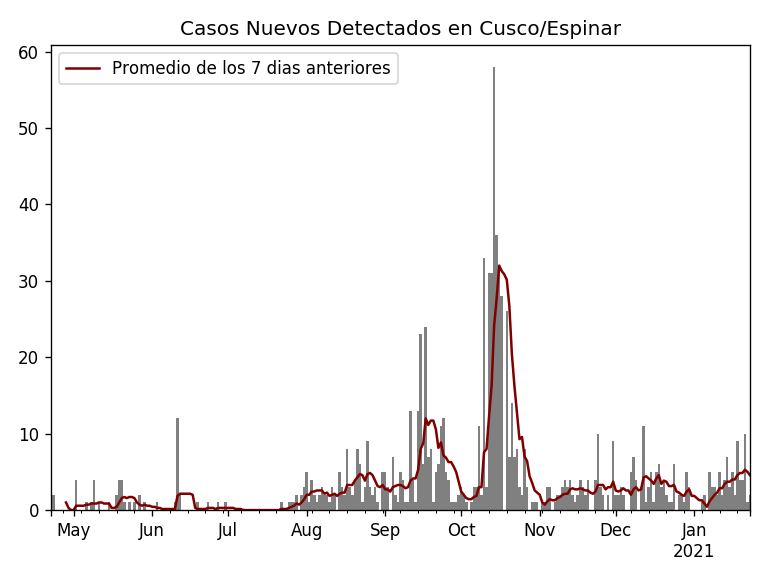 Casos Nuevos Detectados en Cusco/Espinar
Promedio de los 7 dias anteriores
60
50
40
30
20
10
0
May Jun Jul Aug Sep Oct Nov Dec Jan
2021